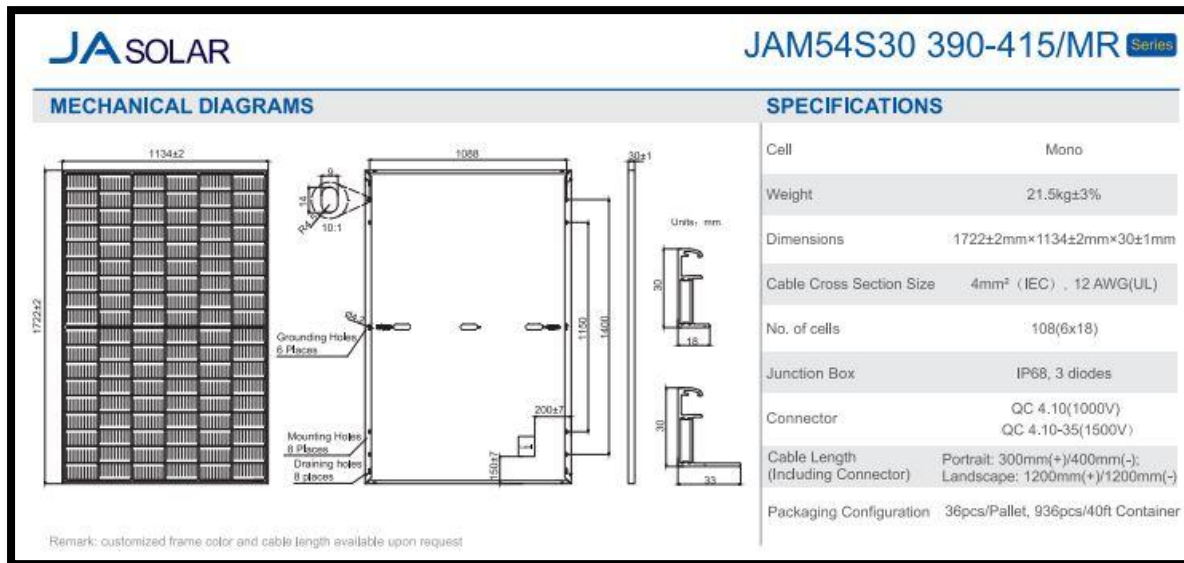 JA SOLAR
JAM54S30 390-415/MR Series
MECHANICAL DIAGRAMS
1134±2
1722±2
9
14
10:1
1088
30±1
Units: mm
Grounding Holes
6 Places
Mounting Holes
8 Places
Draining holes
8 places
1150
1400
200±7
150±7
30
18
30
33
Remark: customized frame color and cable length available upon request
SPECIFICATIONS
Cell Mono
Weight 21.5kg±3%
Dimensions 1722±2mm×1134±2mm×30±1mm
Cable Cross Section Size 4mm² (IEC) , 12 AWG(UL)
No. of cells 108(6x18)
Junction Box IP68, 3 diodes
Connector QC 4.10(1000V)
QC 4.10-35(1500V)
Cable Length Portrait: 300mm(+)/400mm(-);
(Including Connector) Landscape: 1200mm(+)/1200mm(-)
Packaging Configuration 36pcs/Pallet, 936pcs/40ft Container